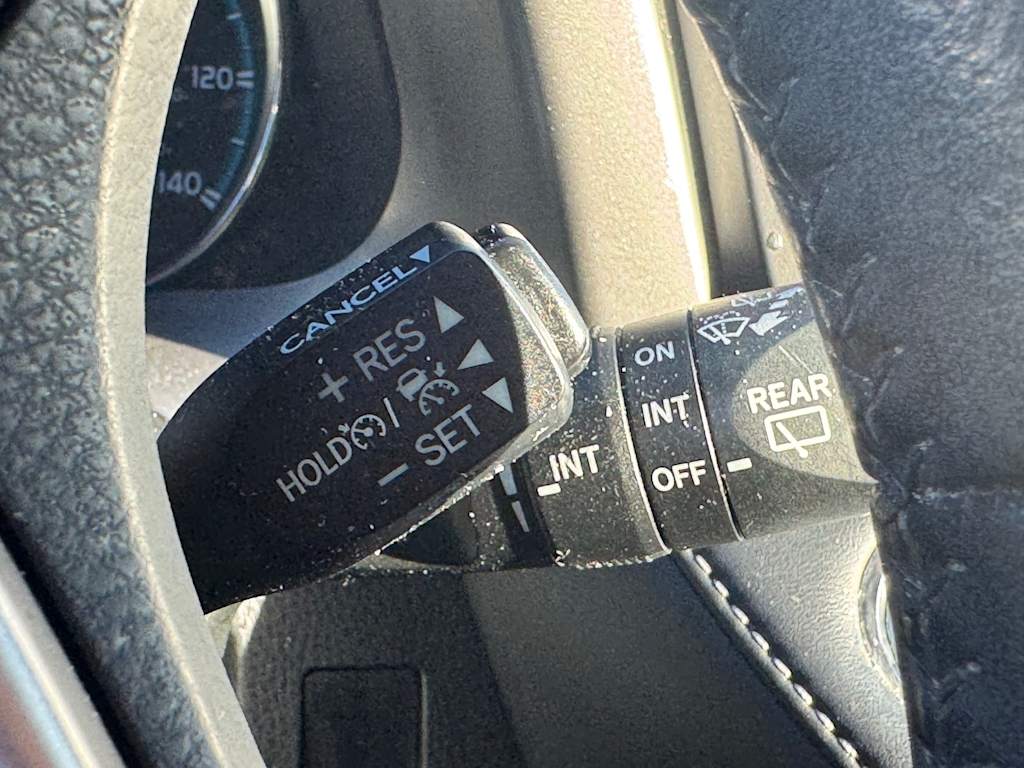 120
140
CANCEL
+ RES
HOLD /
- SET
INT
ON
INT
OFF
REAR